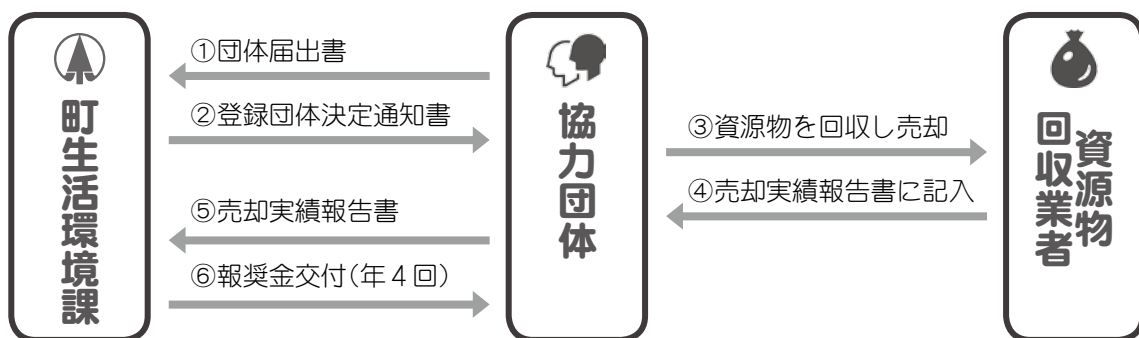 町生活環境課
①団体届出書
②登録団体決定通知書
⑤売却実績報告書
⑥報奨金交付(年4回)
協力団体
③資源物を回収し売却
④売却実績報告書に記入
資源物
回収業者